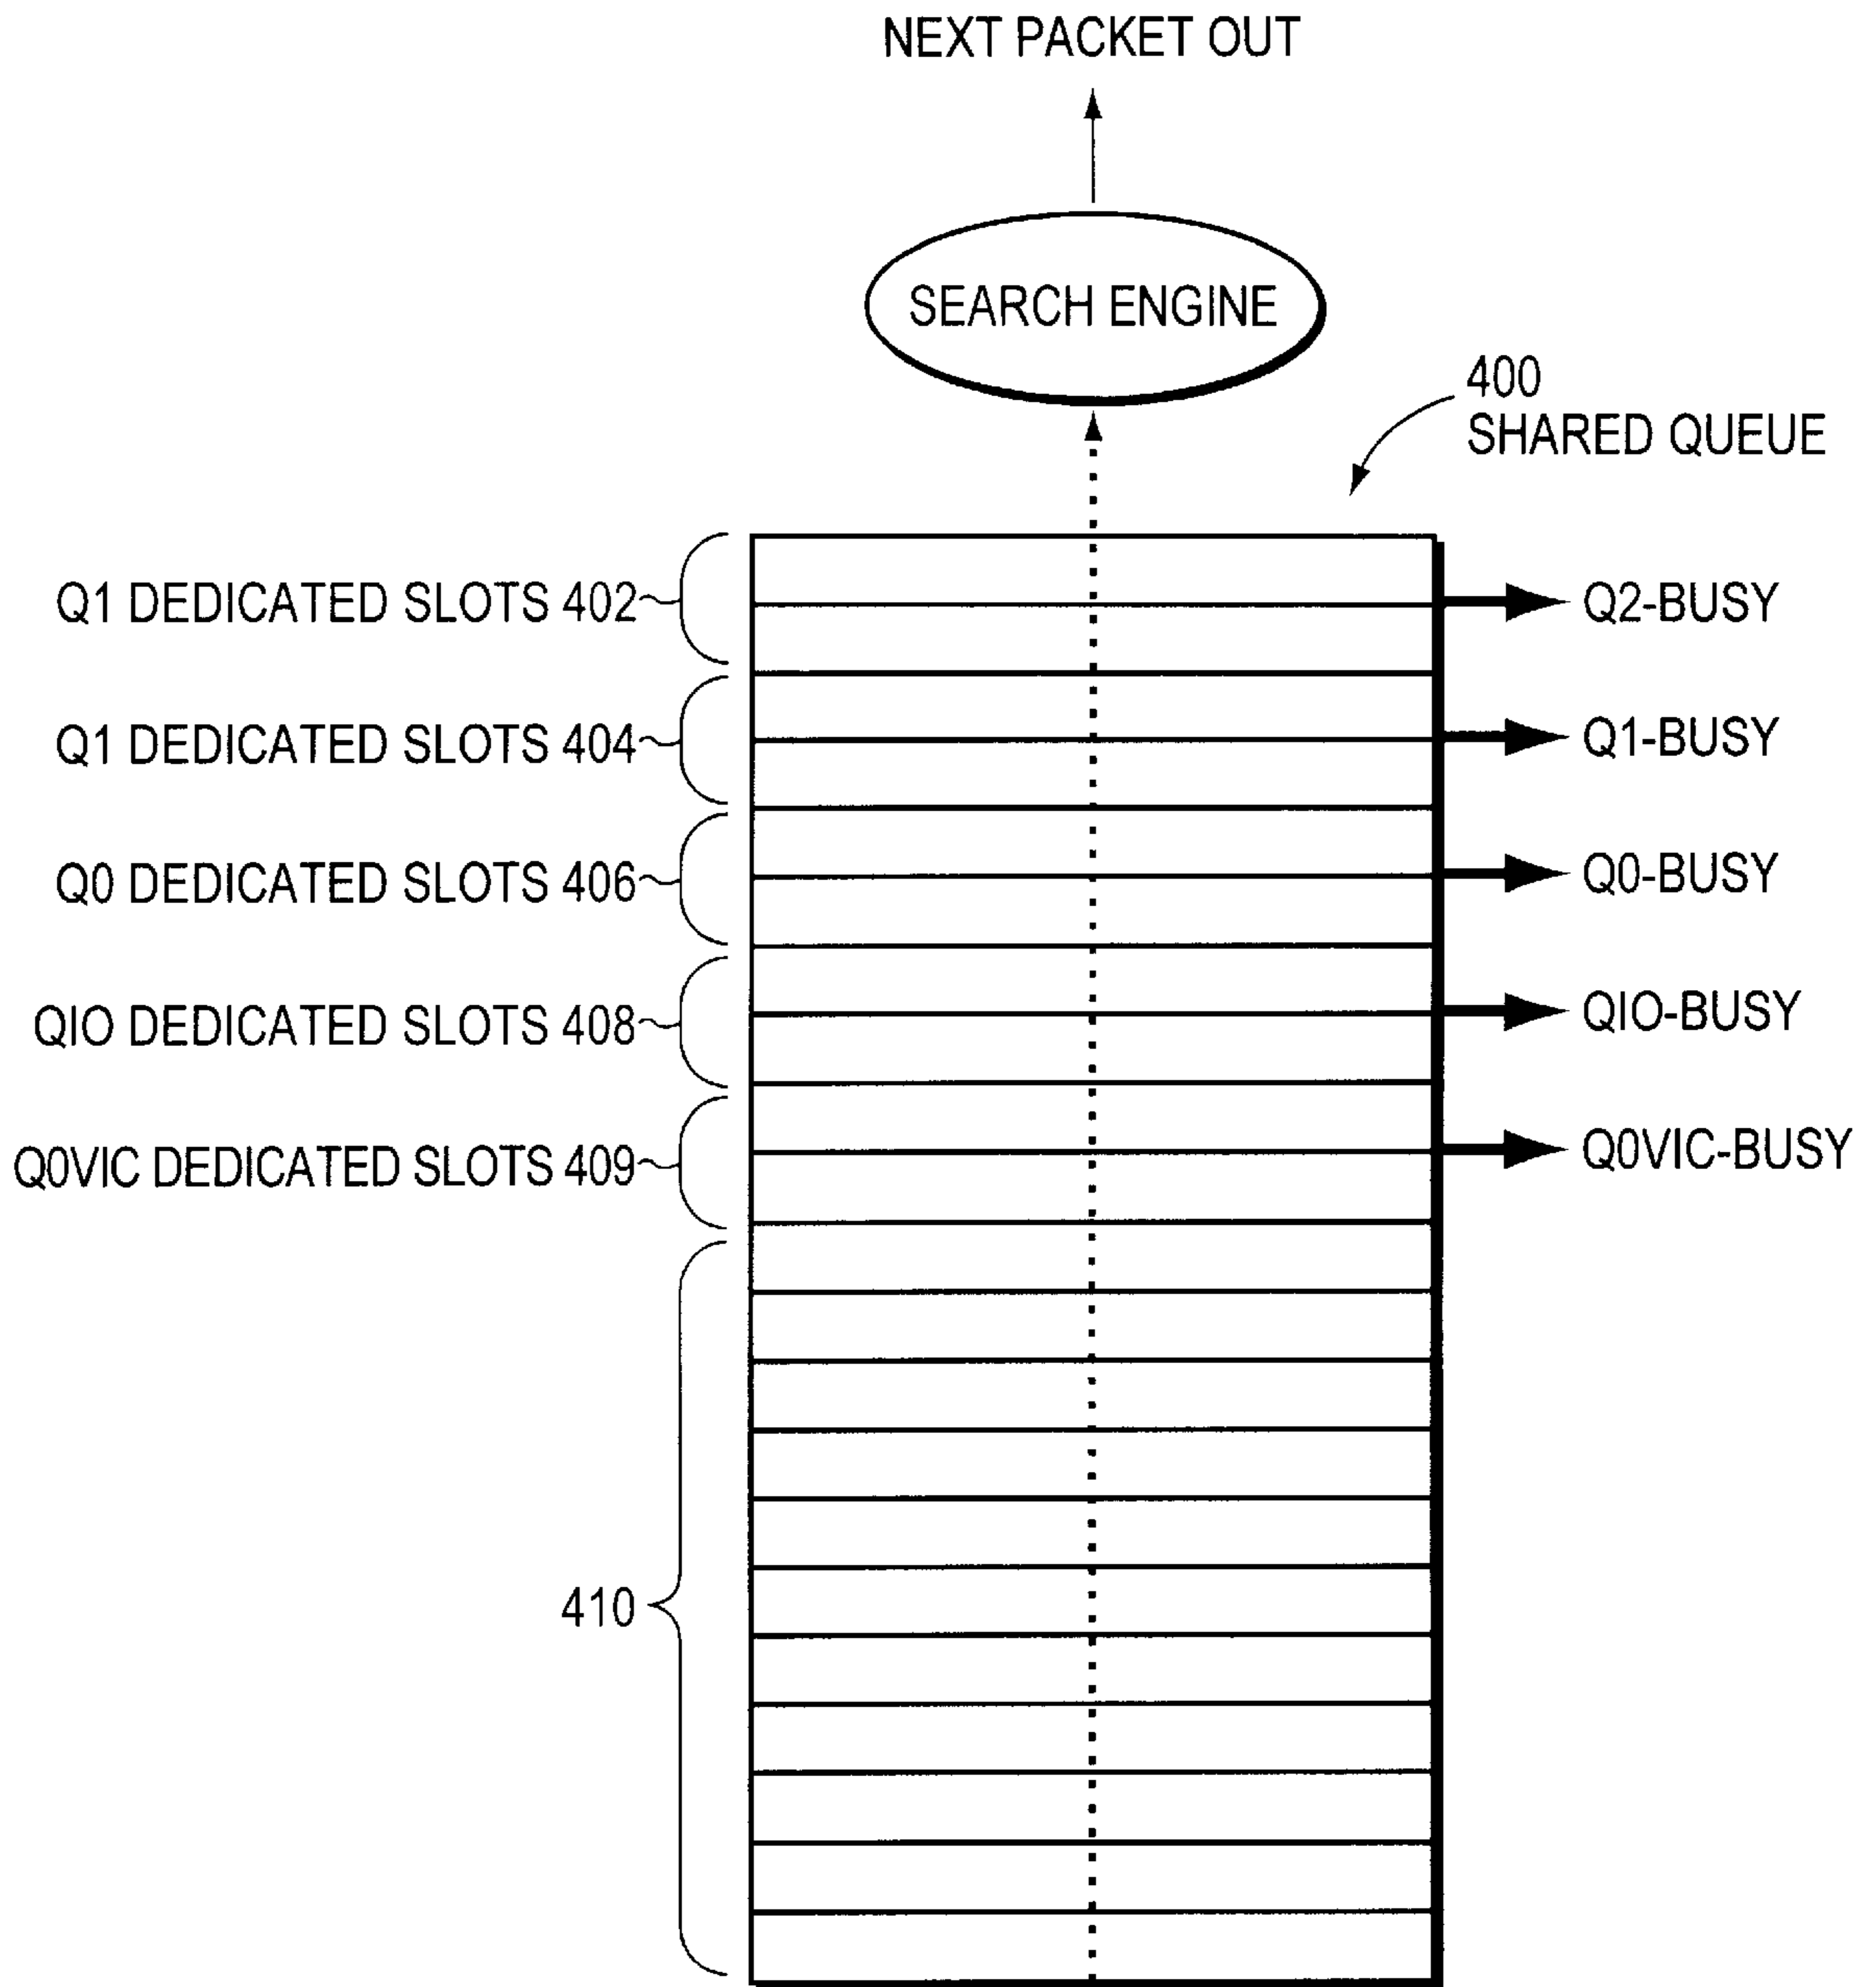 NEXT PACKET OUT
SEARCH ENGINE
400
SHARED QUEUE
Q1 DEDICATED SLOTS 402
Q2-BUSY
Q1 DEDICATED SLOTS 404
Q1-BUSY
Q0 DEDICATED SLOTS 406
Q0-BUSY
QIO DEDICATED SLOTS 408
QIO-BUSY
Q0VIC DEDICATED SLOTS 409
Q0VIC-BUSY
410